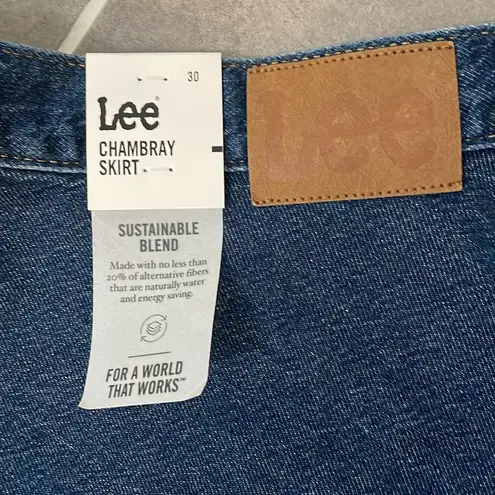 30
Lee®
CHAMBRAY
SKIRT
SUSTAINABLE
BLEND
Made with no less than
20% of alternative fibers
that are naturally water
and energy saving.
FOR A WORLD
THAT WORKS™
Lee®